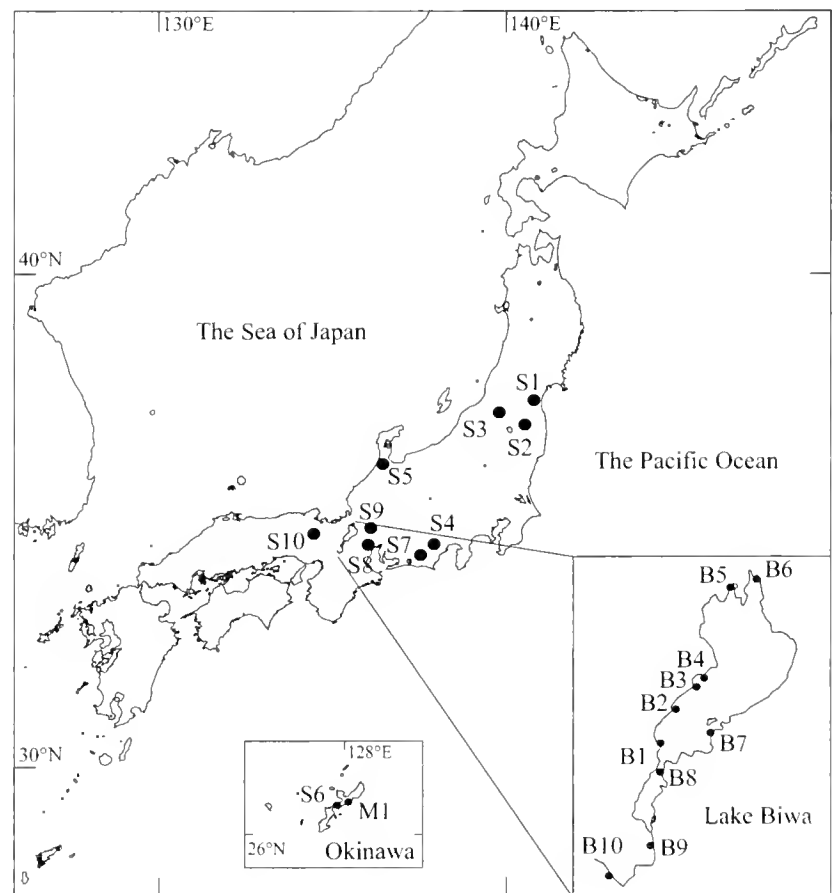 130°E
140°E
40°N
The Sea of Japan
S1
S3
S2
The Pacific Ocean
S5
S9
S4
S10
S7
S8
B5
B6
B4
B3
B2
B7
B1
B8
30°N
128°E
S6
M1
Lake Biwa
26°N
Okinawa
B10
B9